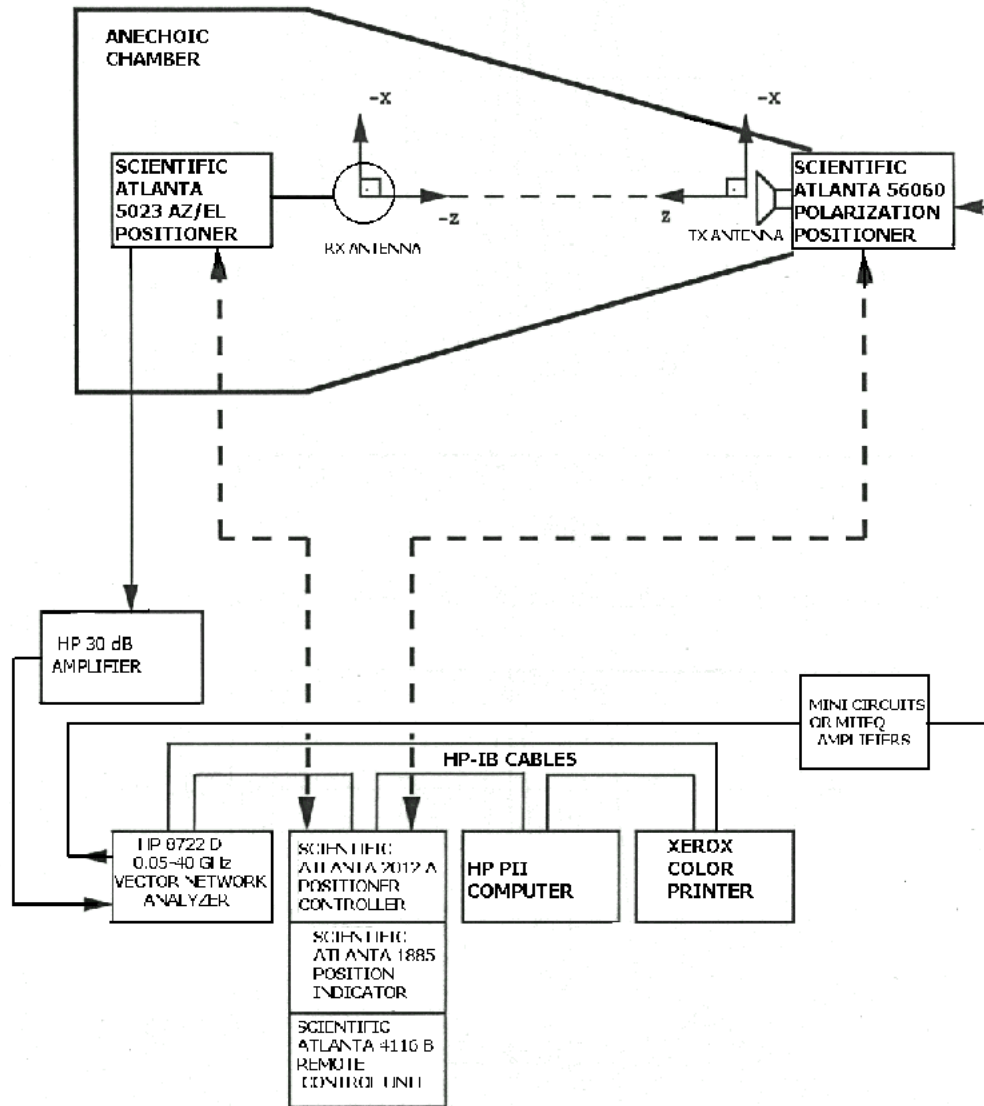 ANECHOIC
CHAMBER
-X
-X
SCIENTIFIC
ATLANTA
5023 AZ/EL
POSITIONER
-Z
RX ANTENNA
Z
TX ANTENNA
SCIENTIFIC
ATLANTA 56060
POLARIZATION
POSITIONER
HP 30 dB
AMPLIFIER
MINI CIRCUITS
OR MITEQ
AMPLIFIERS
HP-IB CABLES
HP 8722 D
0.05-40 GHz
VECTOR NETWORK
ANALYZER
SCIENTIFIC
ATLANTA 2012 A
POSITIONER
CONTROLLER
HP PII
COMPUTER
XEROX
COLOR
PRINTER
SCIENTIFIC
ATLANTA 1885
POSITION
INDICATOR
SCIENTIFIC
ATLANTA 4116 B
REMOTE
CONTROL UNIT